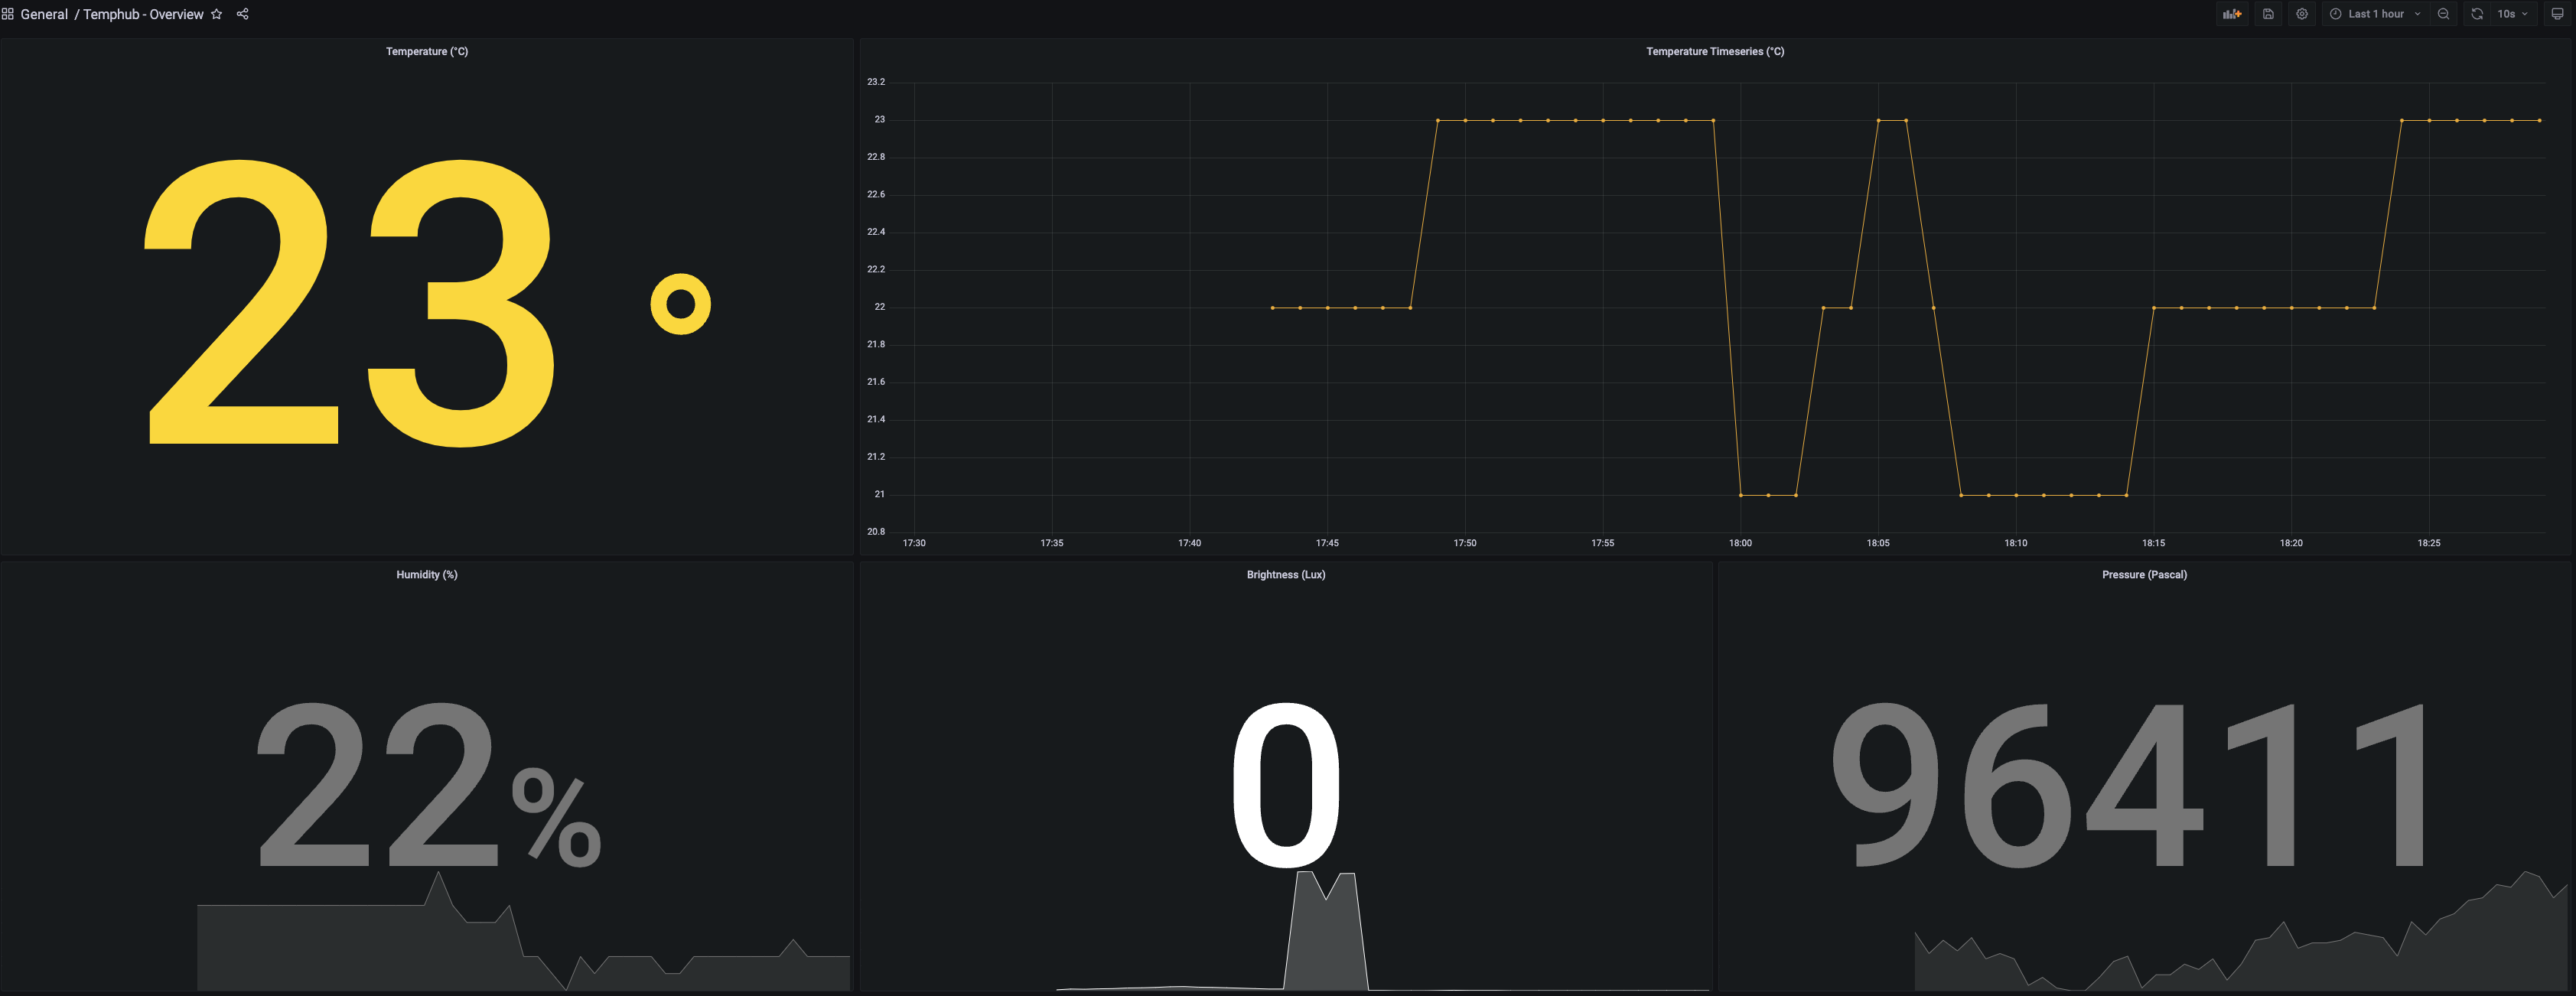 General / Temphub - Overview
Last 1 hour
10s
Temperature (°C)
23 °
Temperature Timeseries (°C)
23.2
23
22.8
22.6
22.4
22.2
22
21.8
21.6
21.4
21.2
21
20.8
17:30 17:35 17:40 17:45 17:50 17:55 18:00 18:05 18:10 18:15 18:20 18:25
Humidity (%)
22%
Brightness (Lux)
0
Pressure (Pascal)
96411